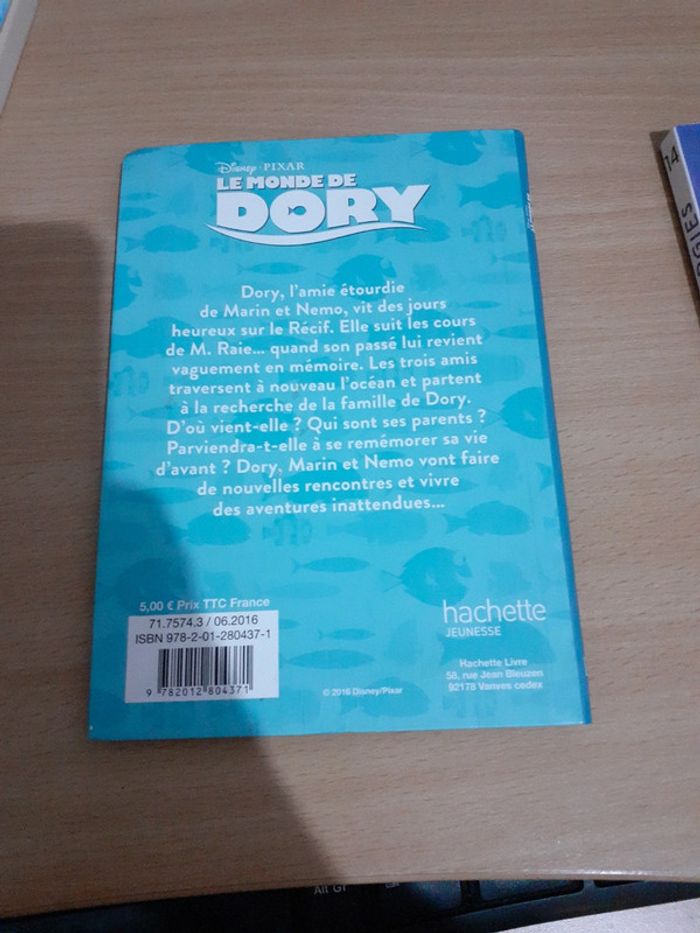 Disney · PIXAR
LE MONDE DE
DORY
Dory, l'amie étourdie
de Marin et Nemo, vit des jours
heureux sur le Récif. Elle suit les cours
de M. Raie... quand son passé lui revient
vaguement en mémoire. Les trois amis
traversent à nouveau l'océan et partent
à la recherche de la famille de Dory.
D'où vient-elle ? Qui sont ses parents ?
Parviendra-t-elle à se remémorer sa vie
d'avant ? Dory, Marin et Nemo vont faire
de nouvelles rencontres et vivre
des aventures inattendues...
5,00 € Prix TTC France
71.7574.3 / 06.2016
ISBN 978-2-01-280437-1
9 782012 804371
© 2016 Disney/Pixar
hachette
JEUNESSE
Hachette Livre
58, rue Jean Bleuzen
92178 Vanves cedex
14
Alt Gr